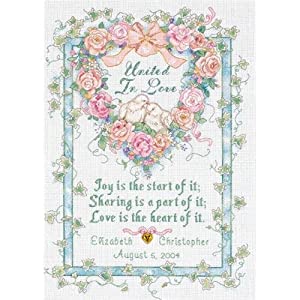 United
In Love
Joy is the start of it;
Sharing is a part of it;
Love is the heart of it.
Elizabeth Christopher
August 5, 2004